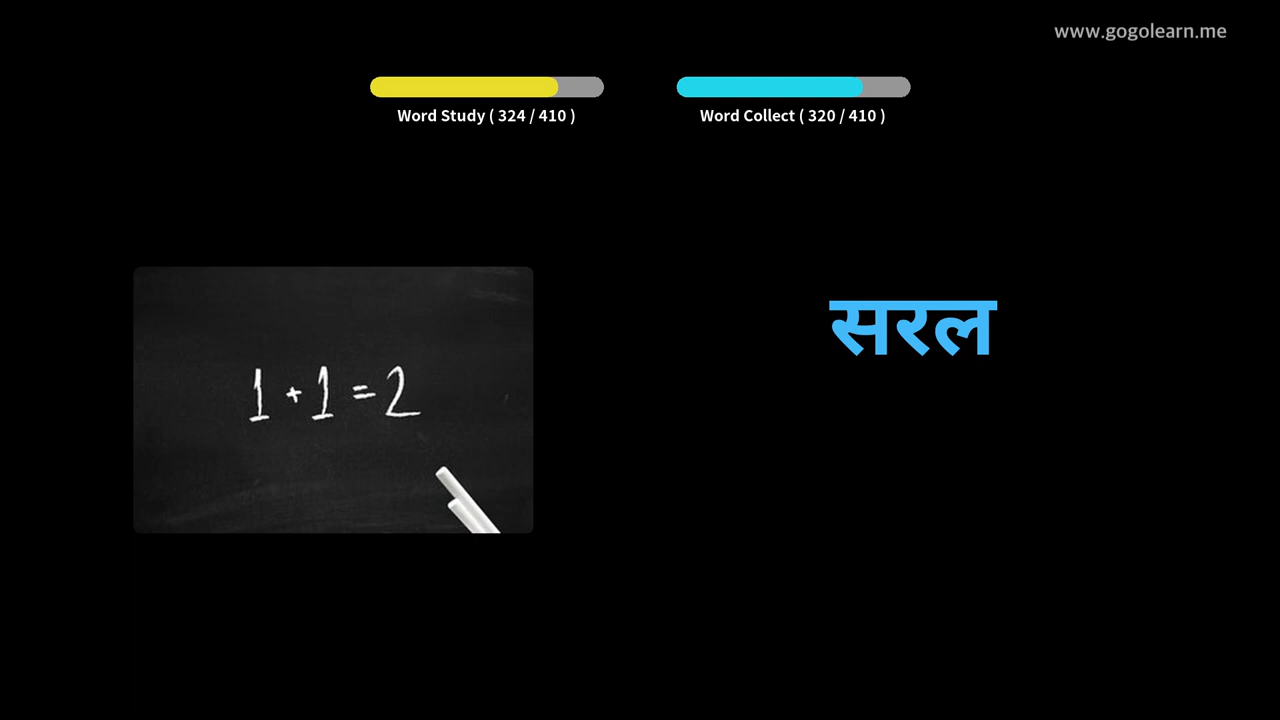 www.gogolearn.me
Word Study ( 324 / 410 )
Word Collect ( 320 / 410 )
1 + 1 = 2
सरल